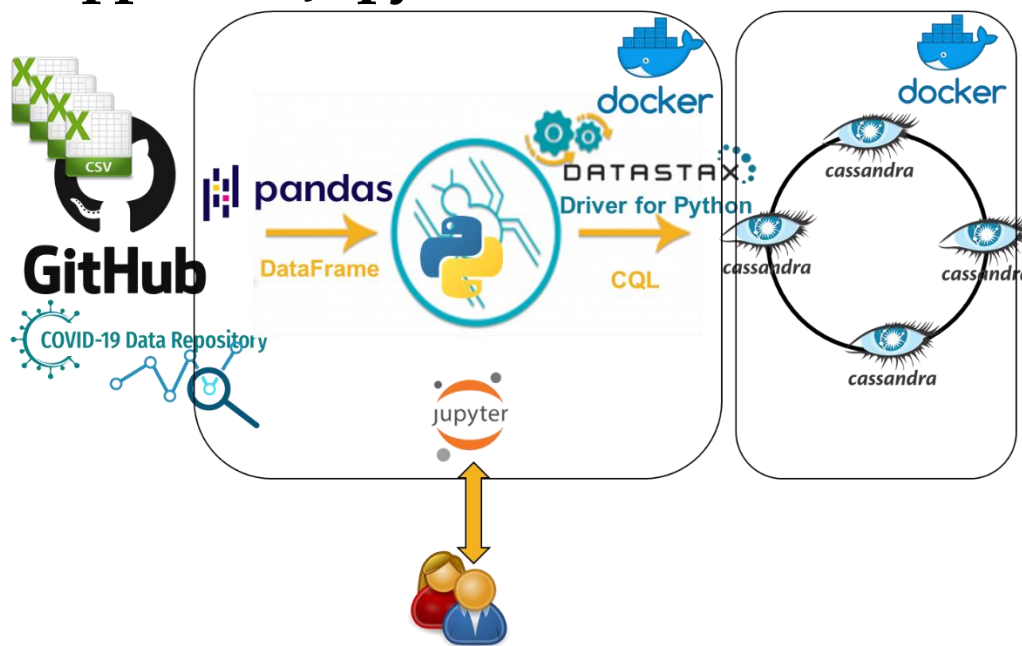 X
X
X
X
CSV
GitHub
COVID-19 Data Repository
pandas
DataFrame
docker
DATASTAX
Driver for Python
CQL
jupyter
docker
cassandra
cassandra
cassandra
cassandra